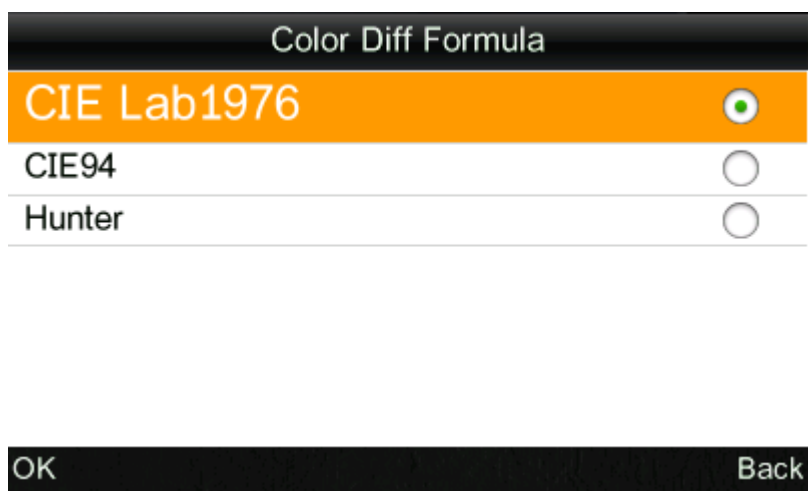 Color Diff Formula
CIE Lab1976
CIE94
Hunter
OK Back